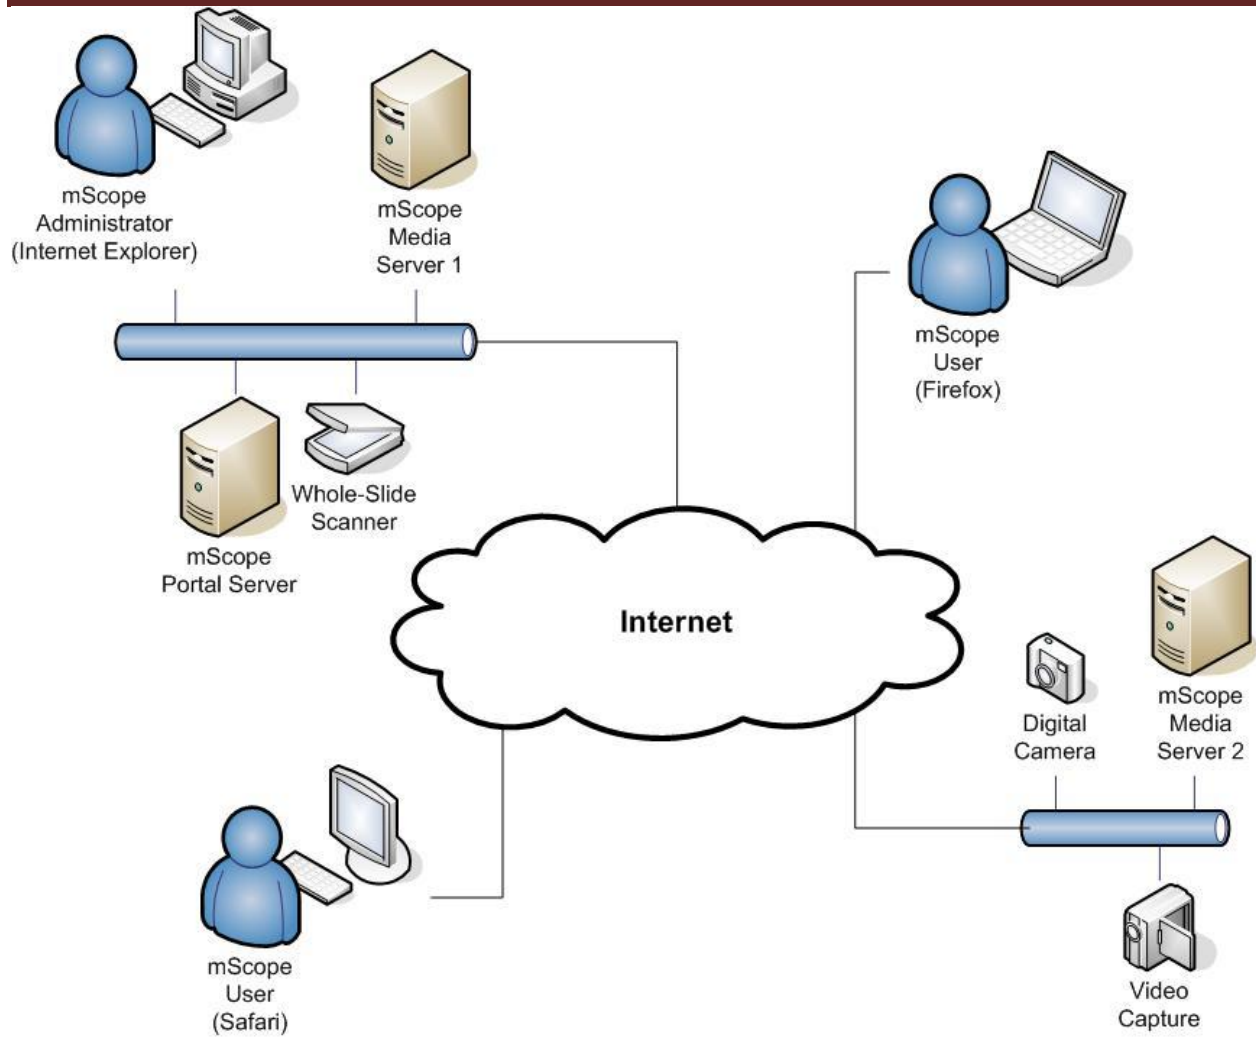 mScope
Administrator
(Internet Explorer)
mScope
Media
Server 1
mScope
User
(Firefox)
Whole-Slide
Scanner
mScope
Portal Server
Internet
Digital
Camera
mScope
Media
Server 2
mScope
User
(Safari)
Video
Capture